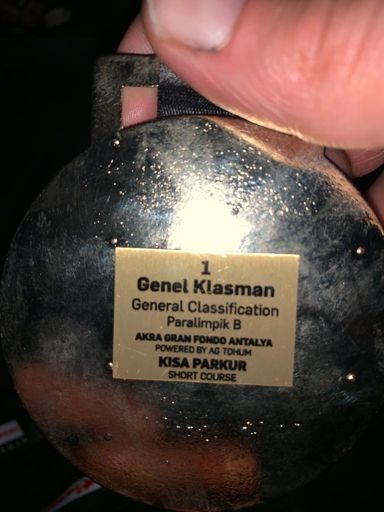 1
Genel Klasman
General Classification
Paralimpik B
AKRA GRAN FONDO ANTALYA
POWERED BY AG TOHUM
KISA PARKUR
SHORT COURSE